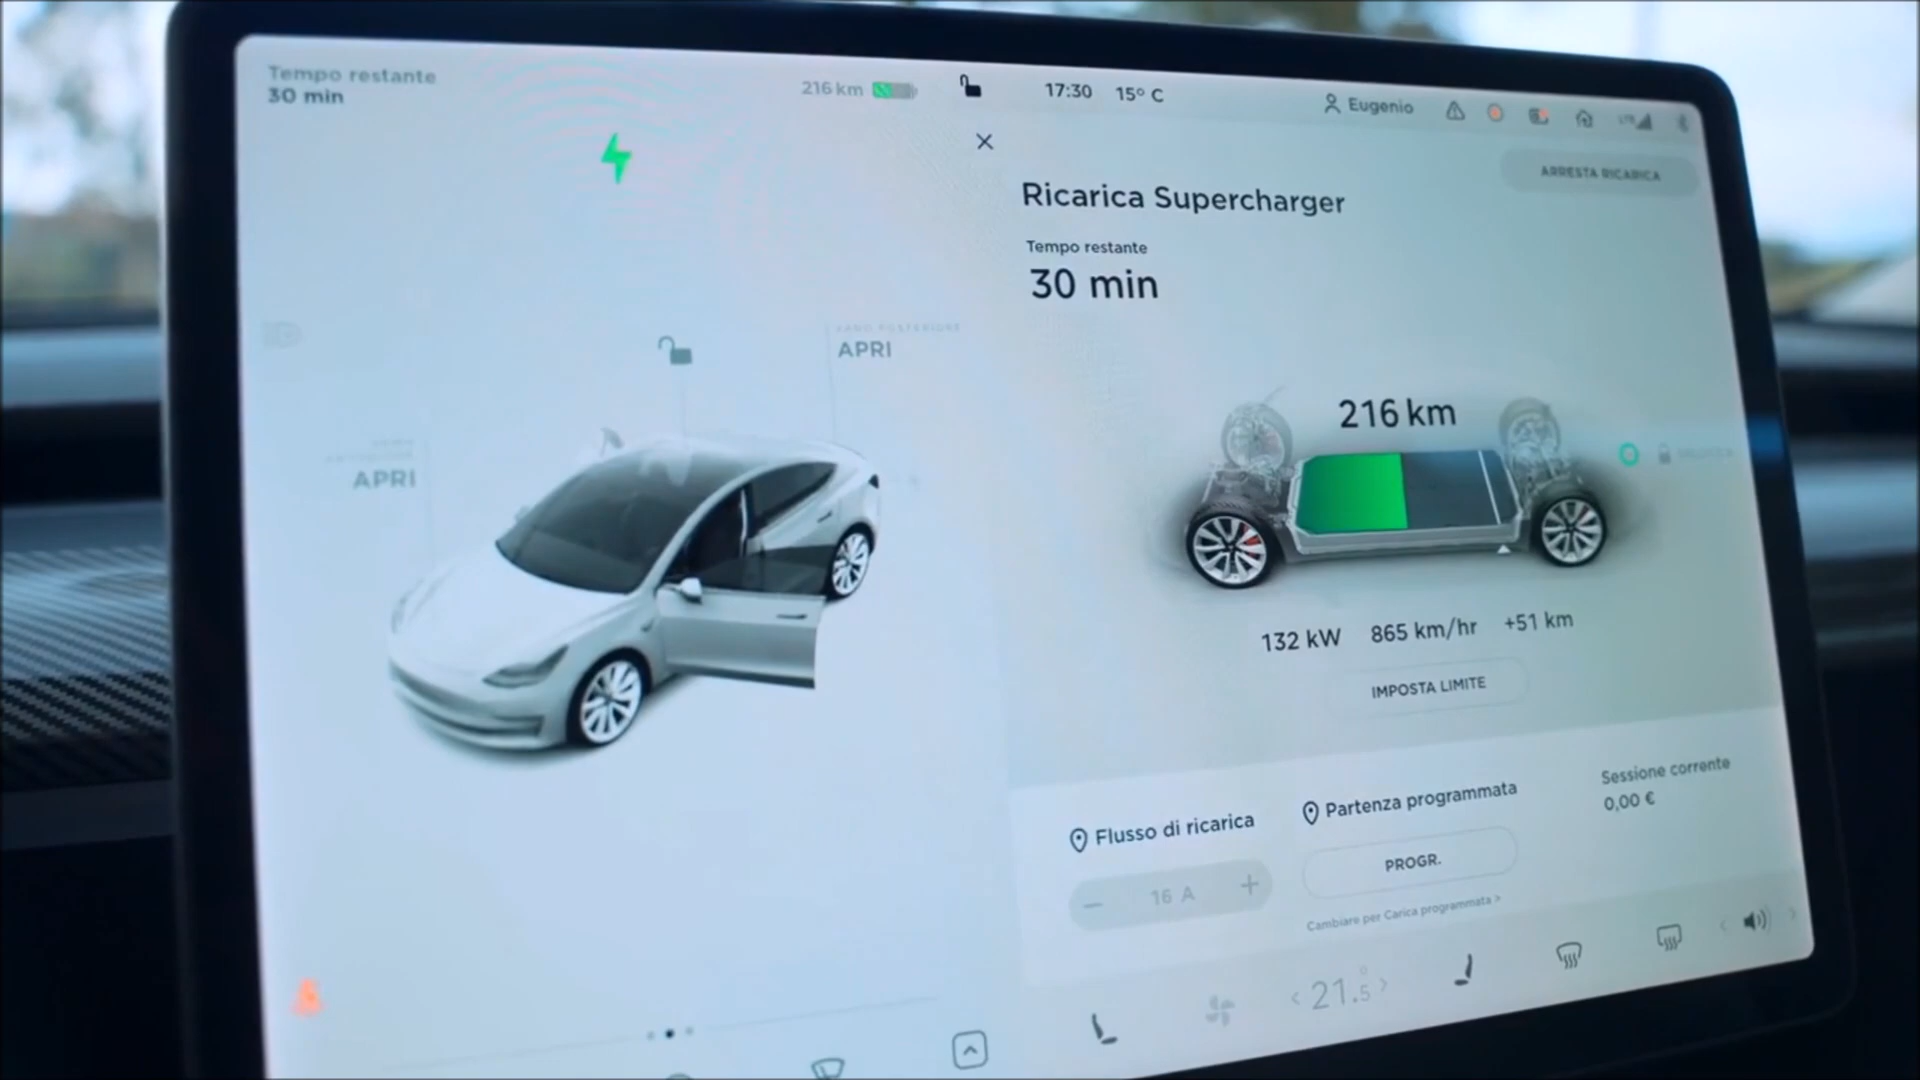 Tempo restante
30 min
216 km
17:30
15° C
Eugenio
LTE
ARRESTA RICARICA
Ricarica Supercharger
Tempo restante
30 min
APRI
APRI
216 km
132 kW 865 km/hr +51 km
IMPOSTA LIMITE
Flusso di ricarica
16 A
Partenza programmata
PROGR.
Cambiare per Carica programmata >
Sessione corrente
0,00 €
21.5